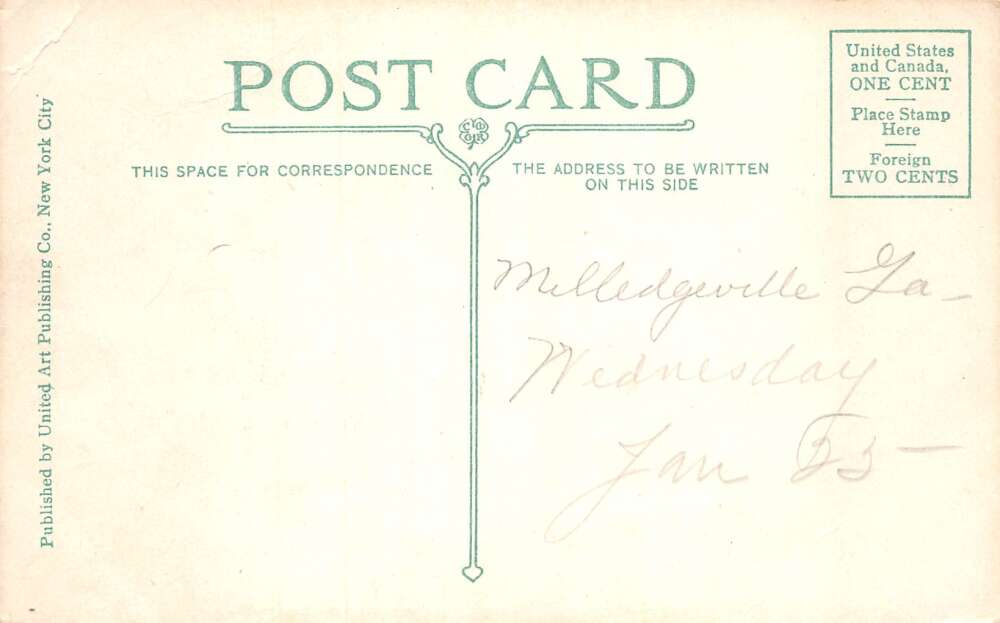 POST CARD
THIS SPACE FOR CORRESPONDENCE
THE ADDRESS TO BE WRITTEN
ON THIS SIDE
United States
and Canada,
ONE CENT
Place Stamp
Here
Foreign
TWO CENTS
Published by United Art Publishing Co., New York City
Milledgeville Ga-
Wednesday
Jan